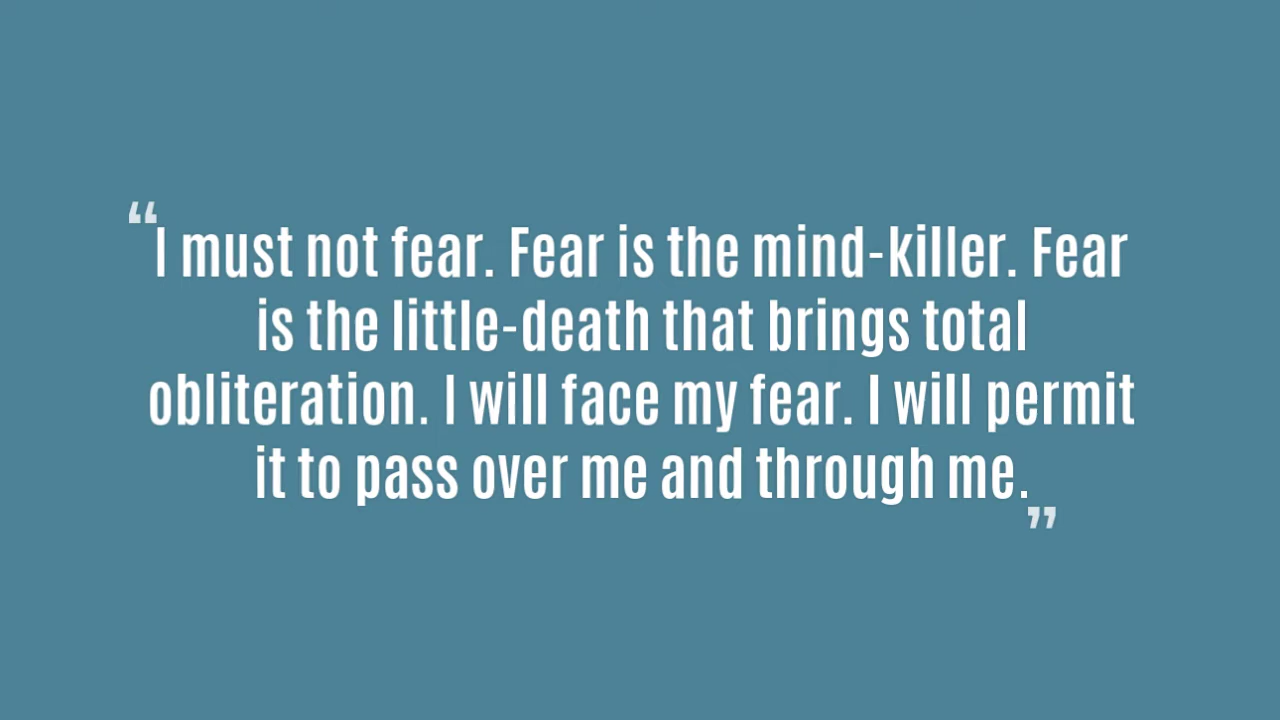 “I must not fear. Fear is the mind-killer. Fear
is the little-death that brings total
obliteration. I will face my fear. I will permit
it to pass over me and through me.”